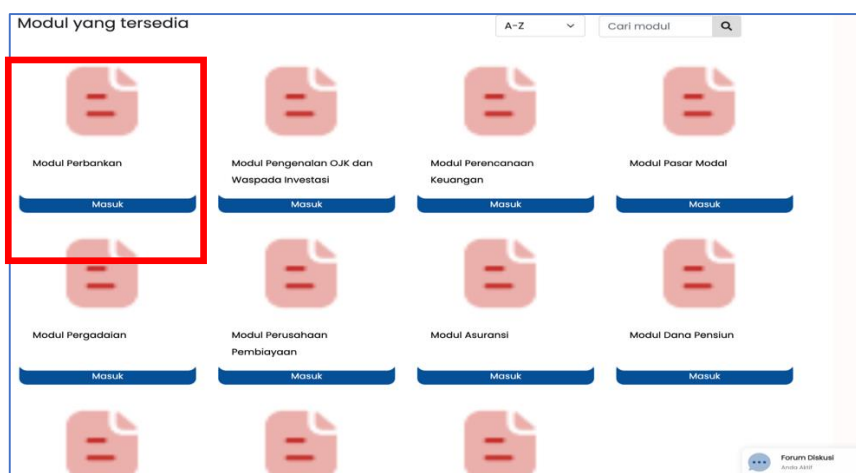 Modul yang tersedia
A-Z
Cari modul
Modul Perbankan
Modul Pengenalan OJK dan
Waspada Investasi
Modul Perencanaan
Keuangan
Modul Pasar Modal
Masuk
Masuk
Masuk
Masuk
Modul Pergadaian
Modul Perusahaan
Pembiayaan
Modul Asuransi
Modul Dana Pensiun
Masuk
Masuk
Masuk
Masuk
Forum Diskusi
Anda Aktif